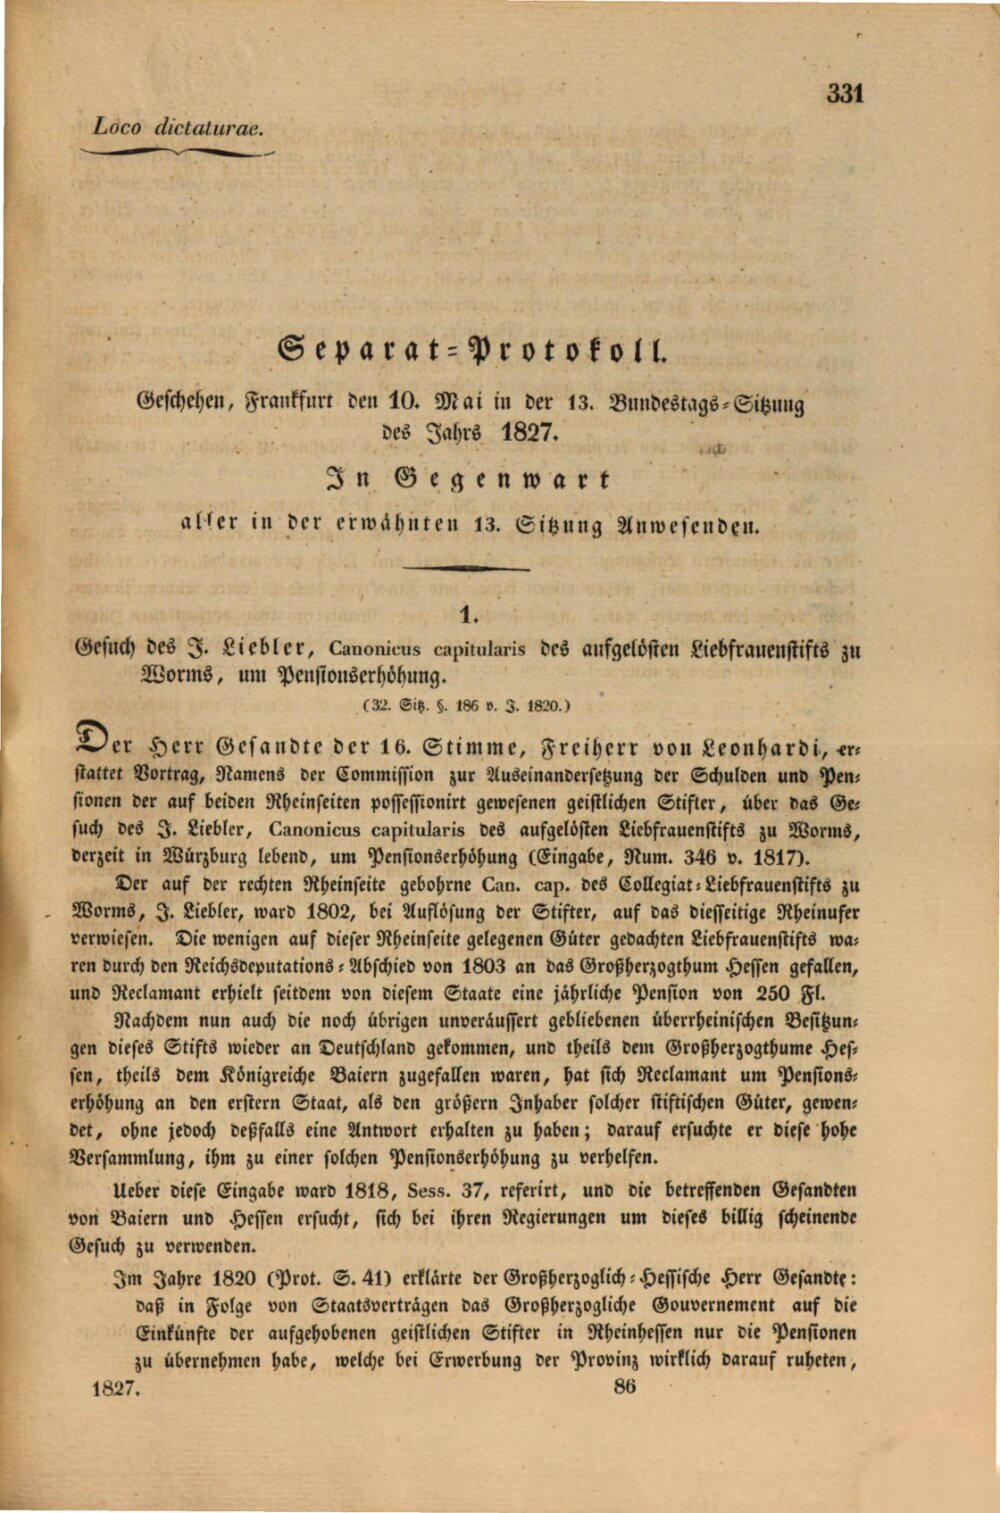 331
Loco dictaturae.
Separat-Protokoll.
Geschehen, Frankfurt den 10. Mai in der 13. Bundestags-Sitzung
des Jahrs 1827.
In Gegenwart
aller in der erwähnten 13. Sitzung Anwesenden.
1.
Gesuch des J. Liebler, Canonicus capitularis des aufgelösten Liebfrauenstifts zu
Worms, um Pensionserhöhung.
(32. Sitz. §. 186 v. J. 1820.)
Der Herr Gesandte der 16. Stimme, Freiherr von Leonhardi, er-
stattet Vortrag, Namens der Commission zur Auseinandersetzung der Schulden und Pen-
sionen der auf beiden Rheinseiten possessionirt gewesenen geistlichen Stifter, über das Ge-
such des J. Liebler, Canonicus capitularis des aufgelösten Liebfrauenstifts zu Worms,
derzeit in Würzburg lebend, um Pensionserhöhung (Eingabe, Num. 346 v. 1817).
Der auf der rechten Rheinseite gebohrne Can. cap. des Collegiat-Liebfrauenstifts zu
Worms, J. Liebler, ward 1802, bei Auflösung der Stifter, auf das diesseitige Rheinufer
verwiesen. Die wenigen auf dieser Rheinseite gelegenen Güter gedachten Liebfrauenstifts wa-
ren durch den Reichsdeputations-Abschied von 1803 an das Großherzogthum Hessen gefallen,
und Reclamant erhielt seitdem von diesem Staate eine jährliche Pension von 250 Fl.
Nachdem nun auch die noch übrigen unveräussert gebliebenen überrheinischen Besitzun-
gen dieses Stifts wieder an Deutschland gekommen, und theils dem Großherzogthume Hes-
sen, theils dem Königreiche Baiern zugefallen waren, hat sich Reclamant um Pensions-
erhöhung an den erstern Staat, als den größern Inhaber solcher stiftischen Güter, gewen-
det, ohne jedoch deßfalls eine Antwort erhalten zu haben; darauf ersuchte er diese hohe
Versammlung, ihm zu einer solchen Pensionserhöhung zu verhelfen.
Ueber diese Eingabe ward 1818, Sess. 37, referirt, und die betreffenden Gesandten
von Baiern und Hessen ersucht, sich bei ihren Regierungen um dieses billig scheinende
Gesuch zu verwenden.
Im Jahre 1820 (Prot. S. 41) erklärte der Großherzoglich-Hessische Herr Gesandte:
daß in Folge von Staatsverträgen das Großherzogliche Gouvernement auf die
Einkünfte der aufgehobenen geistlichen Stifter in Rheinhessen nur die Pensionen
zu übernehmen habe, welche bei Erwerbung der Provinz wirklich darauf ruheten,
1827. 86